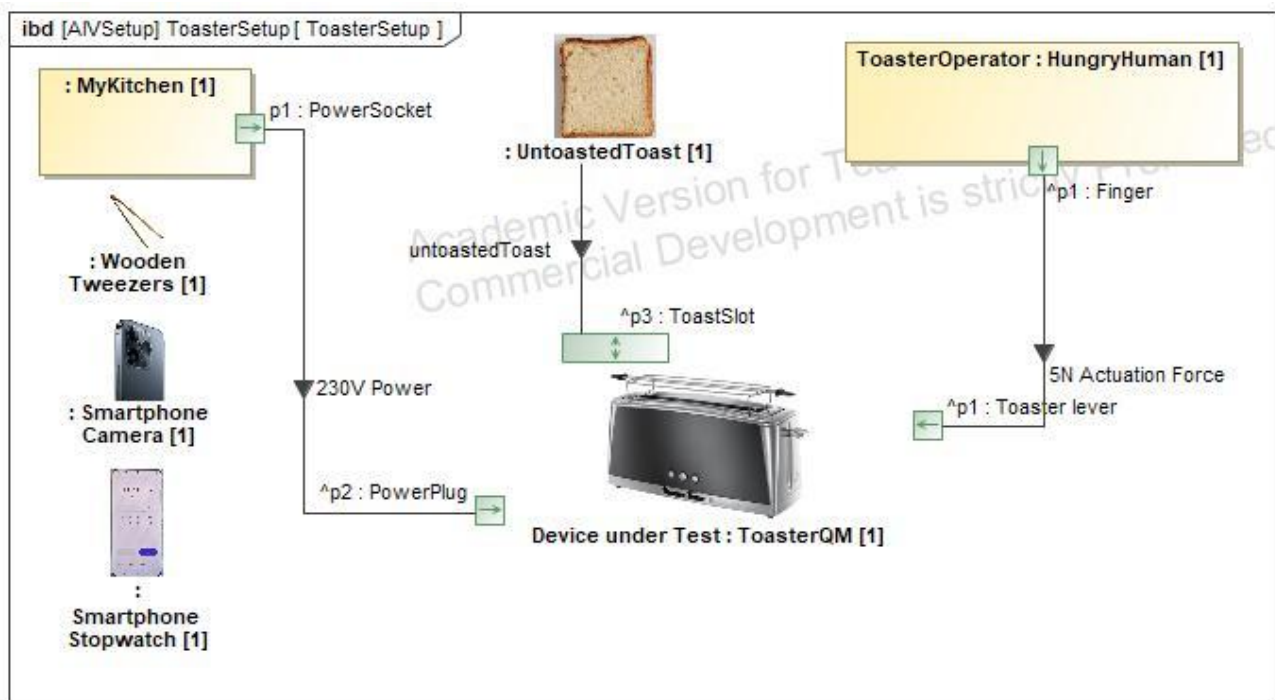 ibd [AIVSetup] ToasterSetup [ ToasterSetup ]
: MyKitchen [1]
p1 : PowerSocket
: UntoastedToast [1]
ToasterOperator : HungryHuman [1]
^p1 : Finger
Academic Version for
Commercial Development is strictly
: Wooden
Tweezers [1]
untoastedToast
^p3 : ToastSlot
: Smartphone
Camera [1]
230V Power
5N Actuation Force
^p1 : Toaster lever
^p2 : PowerPlug
Device under Test : ToasterQM [1]
:
Smartphone
Stopwatch [1]